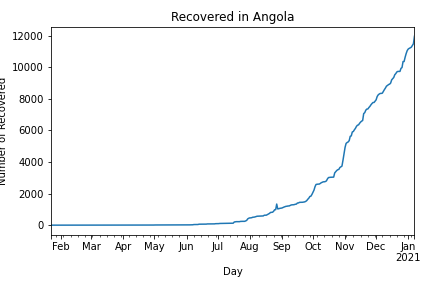 Recovered in Angola
Number of Recovered
12000
10000
8000
6000
4000
2000
0
Feb Mar Apr May Jun Jul Aug Sep Oct Nov Dec Jan
2021
Day